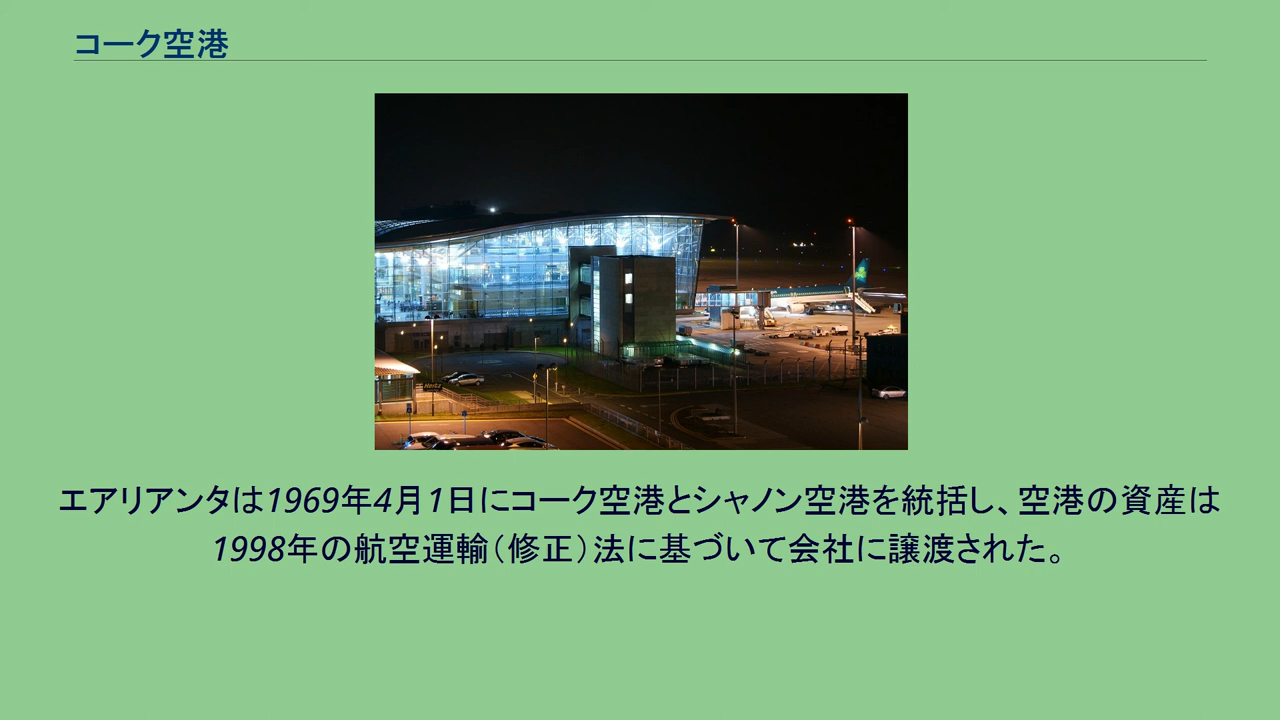 コーク空港
Hertz
エアリアンタは1969年4月1日にコーク空港とシャノン空港を統括し、空港の資産は
1998年の航空運輸（修正）法に基づいて会社に譲渡された。